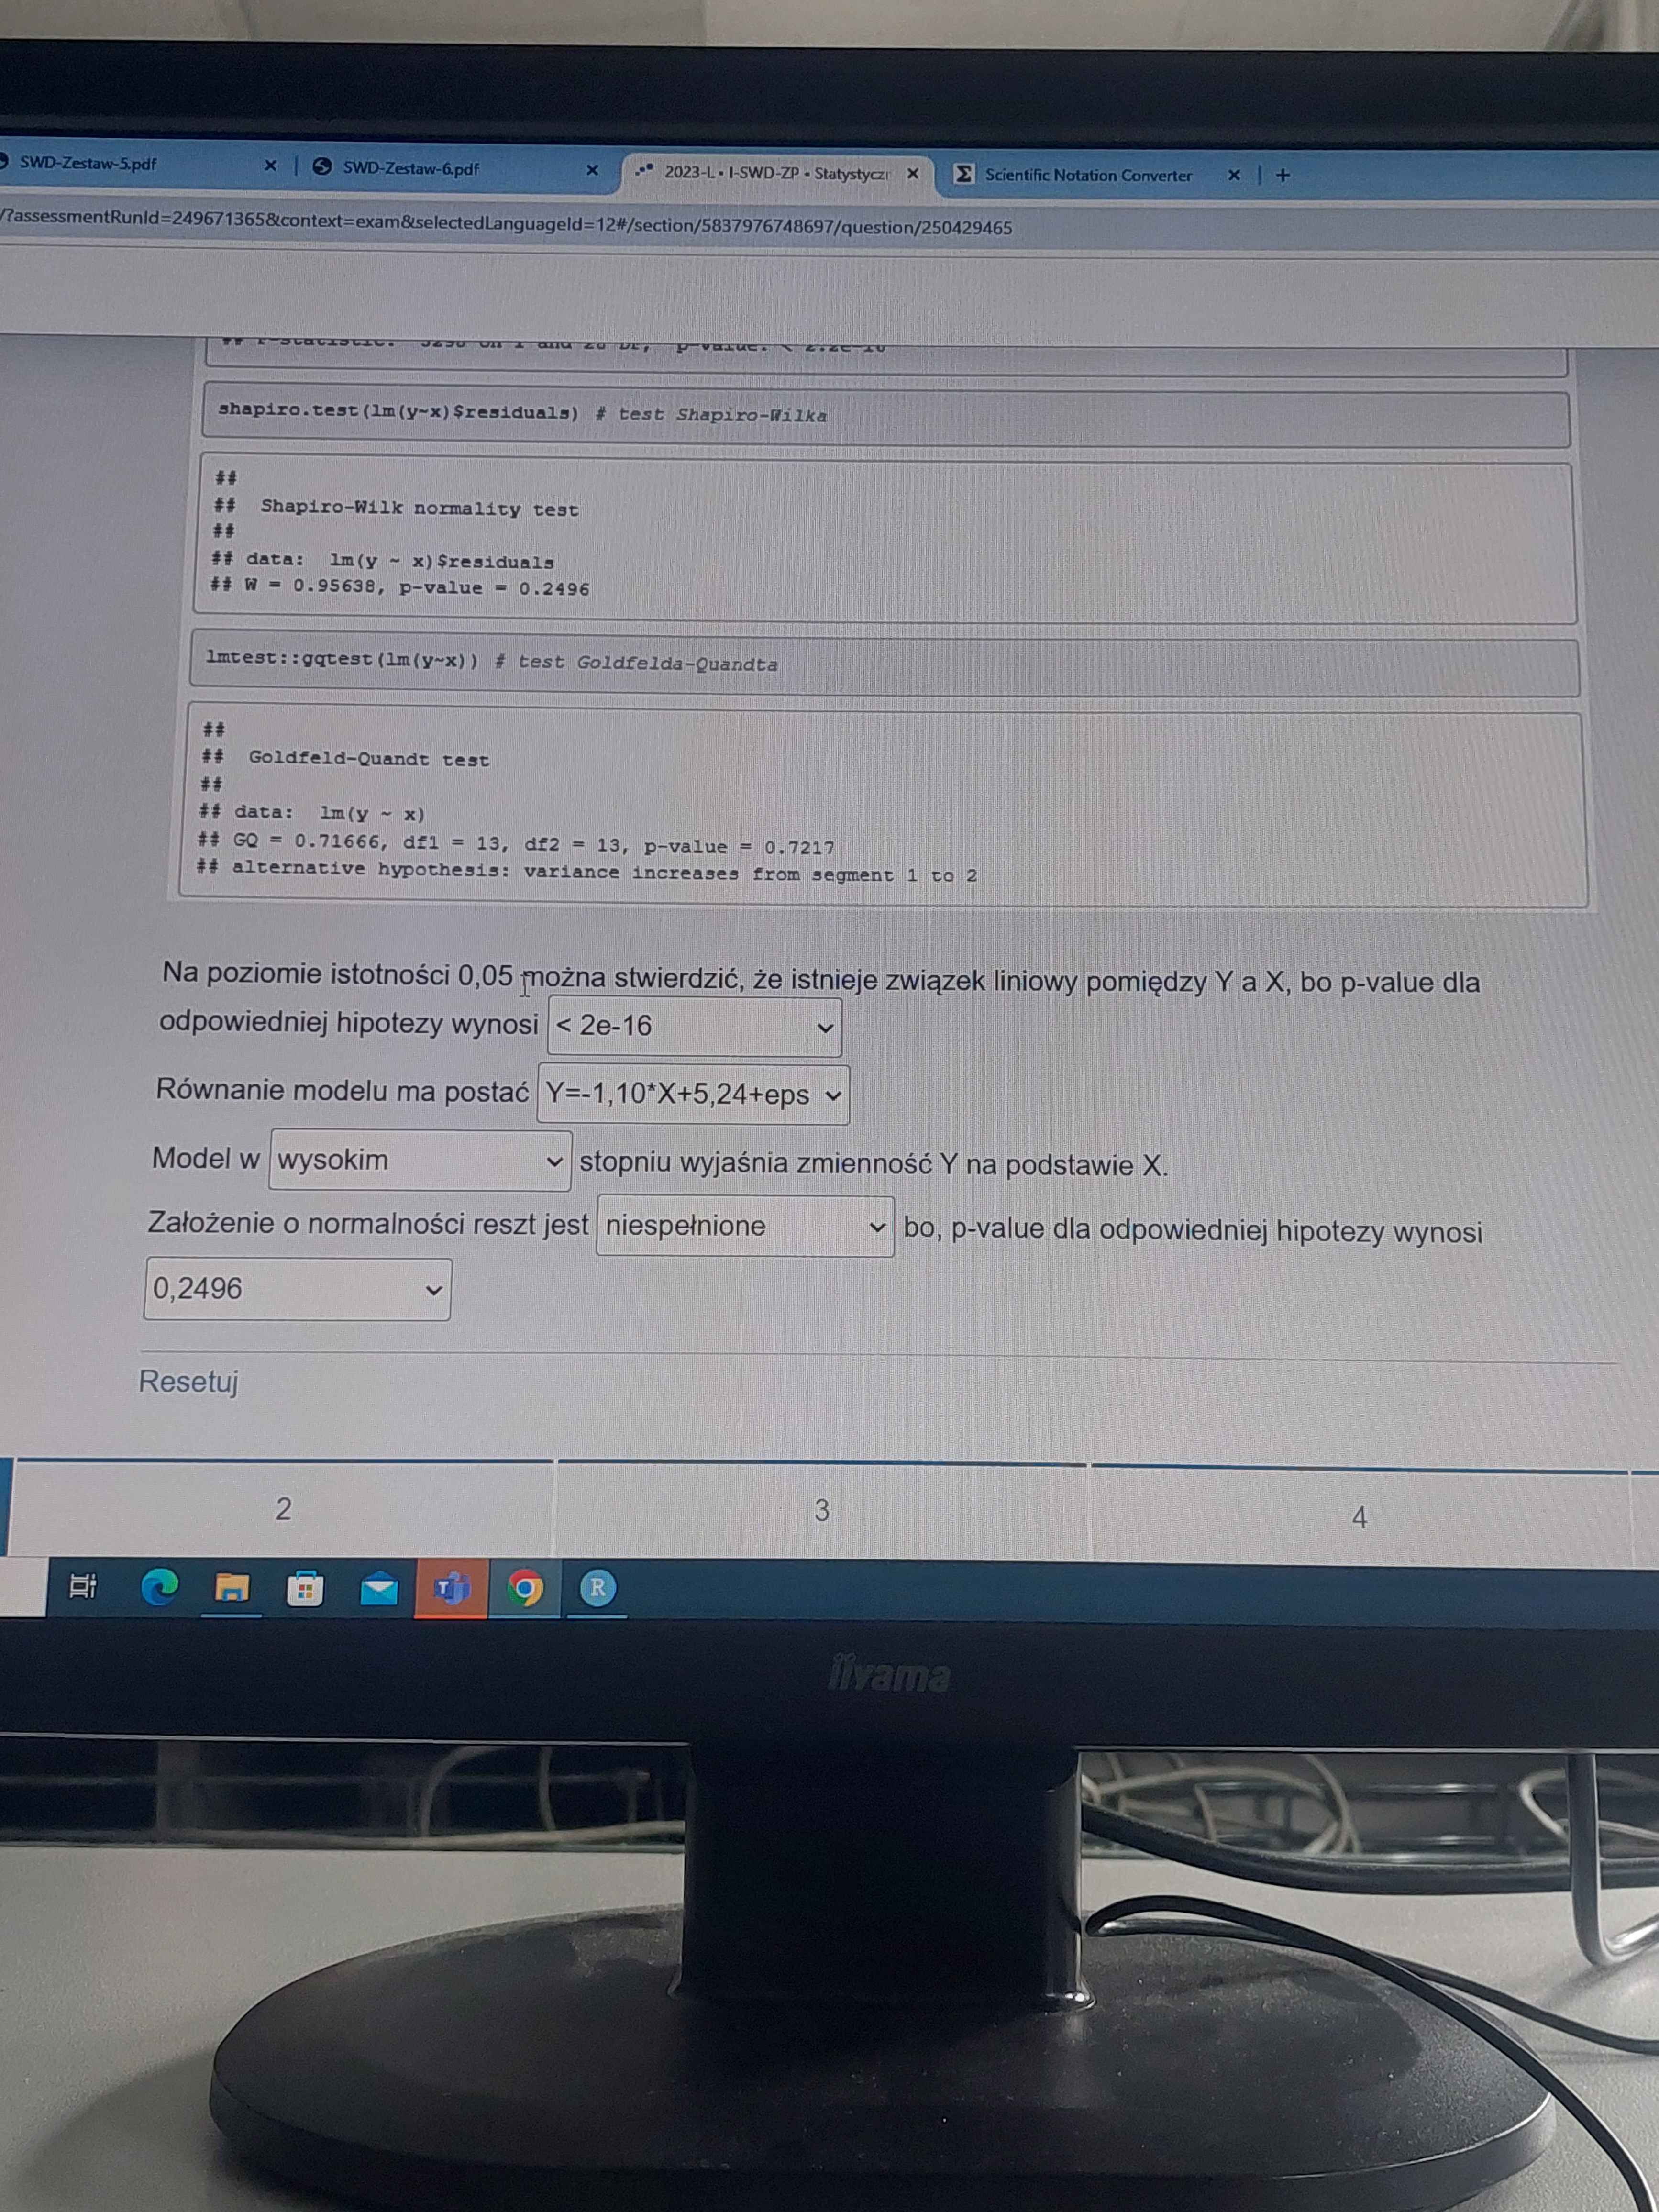 SWD-Zestaw-5.pdf
SWD-Zestaw-6.pdf
2023-L • I-SWD-ZP • Statystyczn
Scientific Notation Converter
/?assessmentRunId=249671365&context=exam&selectedLanguageId=12#/section/5837976748697/question/250429465
## F-statistic: 5290 on 1 and 28 DF, p-value: < 2.2e-16
shapiro.test(lm(y~x)$residuals) # test Shapiro-Wilka
##
## Shapiro-Wilk normality test
##
## data: lm(y ~ x)$residuals
## W = 0.95638, p-value = 0.2496
lmtest::gqtest(lm(y~x)) # test Goldfelda-Quandta
##
## Goldfeld-Quandt test
##
## data: lm(y ~ x)
## GQ = 0.71666, df1 = 13, df2 = 13, p-value = 0.7217
## alternative hypothesis: variance increases from segment 1 to 2
Na poziomie istotności 0,05 można stwierdzić, że istnieje związek liniowy pomiędzy Y a X, bo p-value dla
odpowiedniej hipotezy wynosi < 2e-16
Równanie modelu ma postać Y=-1,10*X+5,24+eps
Model w wysokim stopniu wyjaśnia zmienność Y na podstawie X.
Założenie o normalności reszt jest niespełnione bo, p-value dla odpowiedniej hipotezy wynosi
0,2496
Resetuj
2
3
4
T
R
iiyama